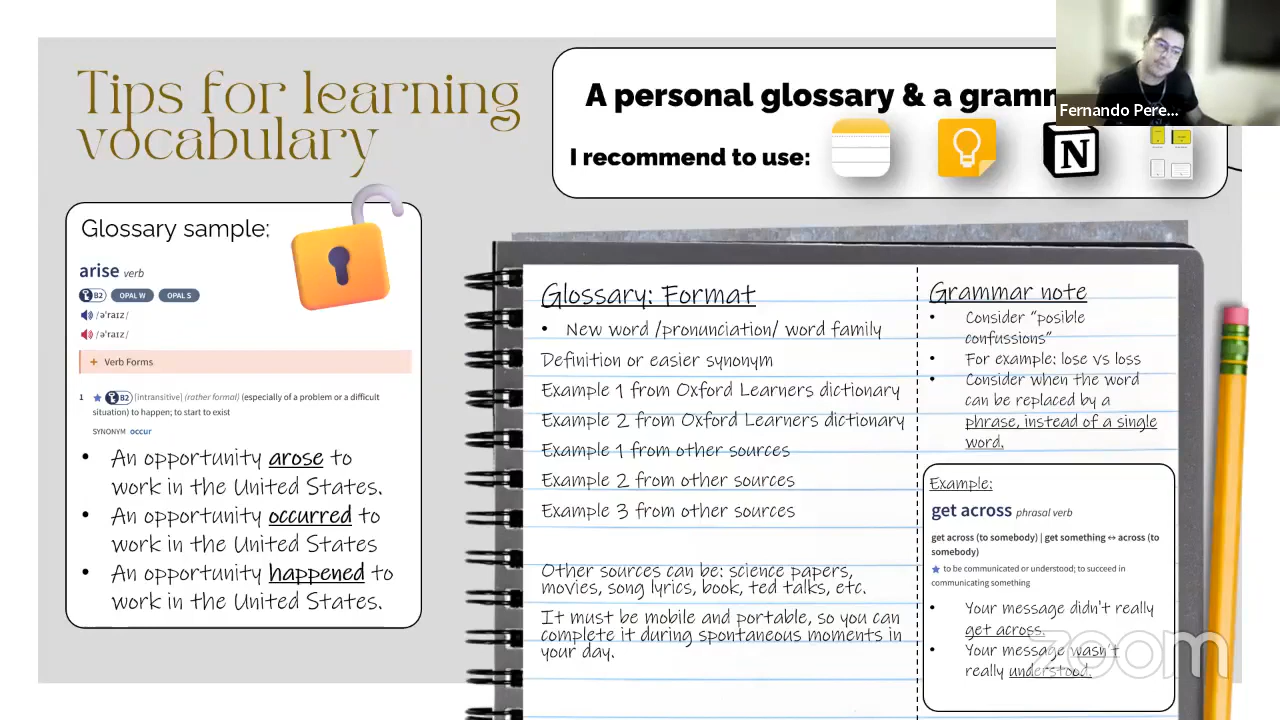 Tips for learning
vocabulary
A personal glossary & a gramm
I recommend to use:
N
Fernando Pere...
Glossary sample:
arise verb
B2 OPAL W OPAL S
/əˈraɪz/
/əˈraɪz/
+ Verb Forms
1 ★ B2 [intransitive] (rather formal) (especially of a problem or a difficult
situation) to happen; to start to exist
SYNONYM occur
• An opportunity arose to
work in the United States.
• An opportunity occurred to
work in the United States
• An opportunity happened to
work in the United States.
Glossary: Format
• New word /pronunciation/ word family
Definition or easier synonym
Example 1 from Oxford Learners dictionary
Example 2 from Oxford Learners dictionary
Example 1 from other sources
Example 2 from other sources
Example 3 from other sources
Other sources can be: science papers,
movies, song lyrics, book, ted talks, etc.
It must be mobile and portable, so you can
complete it during spontaneous moments in
your day.
Grammar note
• Consider “posible
confussions”
• For example: lose vs loss
• Consider when the word
can be replaced by a
phrase, instead of a single
word.
Example:
get across phrasal verb
get across (to somebody) | get something ↔ across (to
somebody)
★ to be communicated or understood; to succeed in
communicating something
• Your message didn't really
get across.
• Your message wasn't
really understood.
zoom